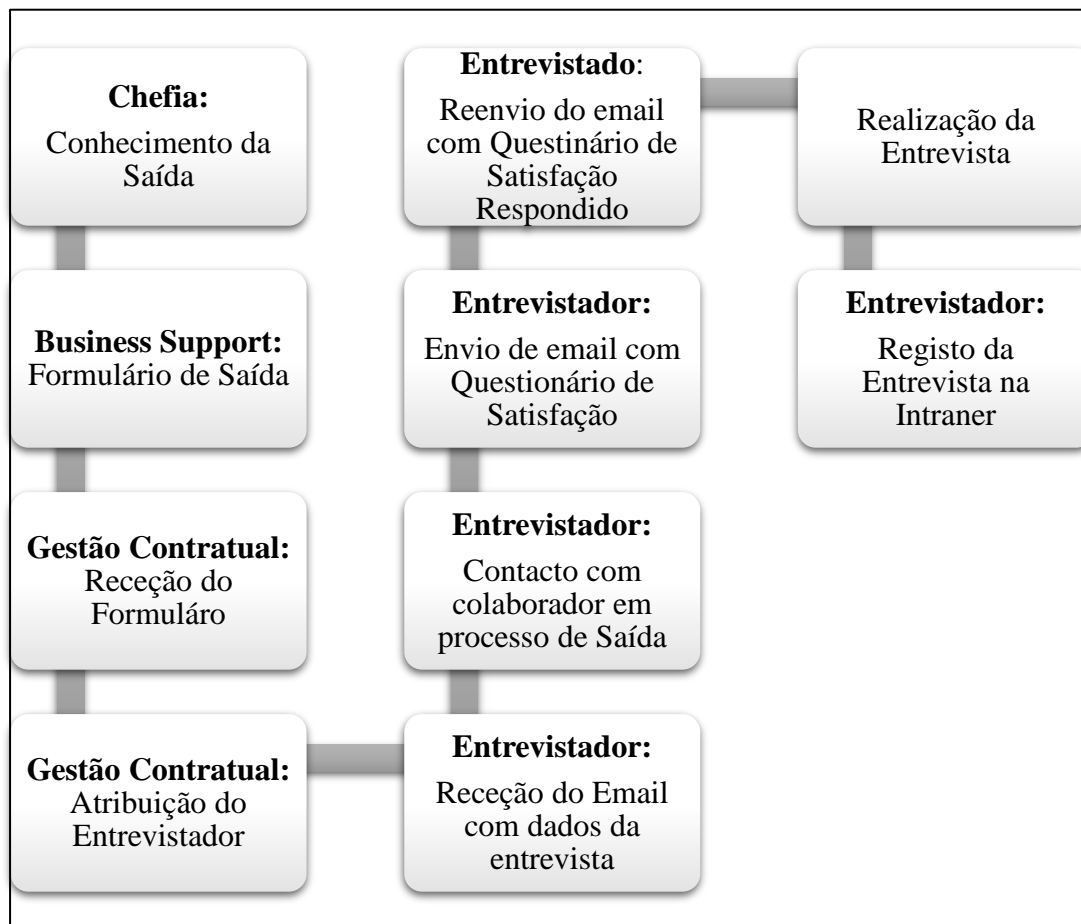 Chefia:
Conhecimento da
Saída
Business Support:
Formulário de Saída
Gestão Contratual:
Receção do
Formuláro
Gestão Contratual:
Atribuição do
Entrevistador
Entrevistador:
Receção do Email
com dados da
entrevista
Entrevistador:
Contacto com
colaborador em
processo de Saída
Entrevistador:
Envio de email com
Questionário de
Satisfação
Entrevistado:
Reenvio do email
com Questinário de
Satisfação
Respondido
Realização da
Entrevista
Entrevistador:
Registo da
Entrevista na
Intraner